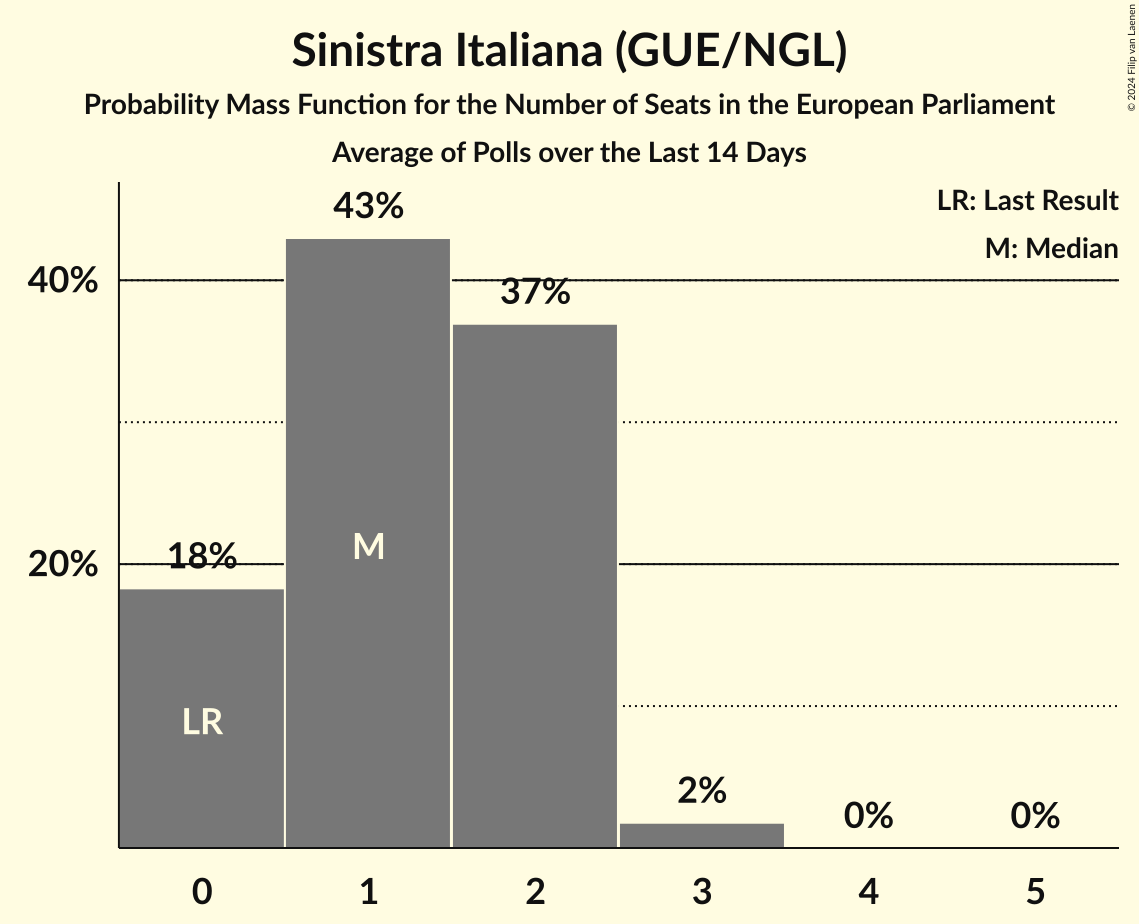 Sinistra Italiana (GUE/NGL)
Probability Mass Function for the Number of Seats in the European Parliament
Average of Polls over the Last 14 Days
© 2024 Filip van Laenen
LR: Last Result
M: Median
43%
40%
37%
20%
18%
M
LR
2%
0%
0%
0
1
2
3
4
5